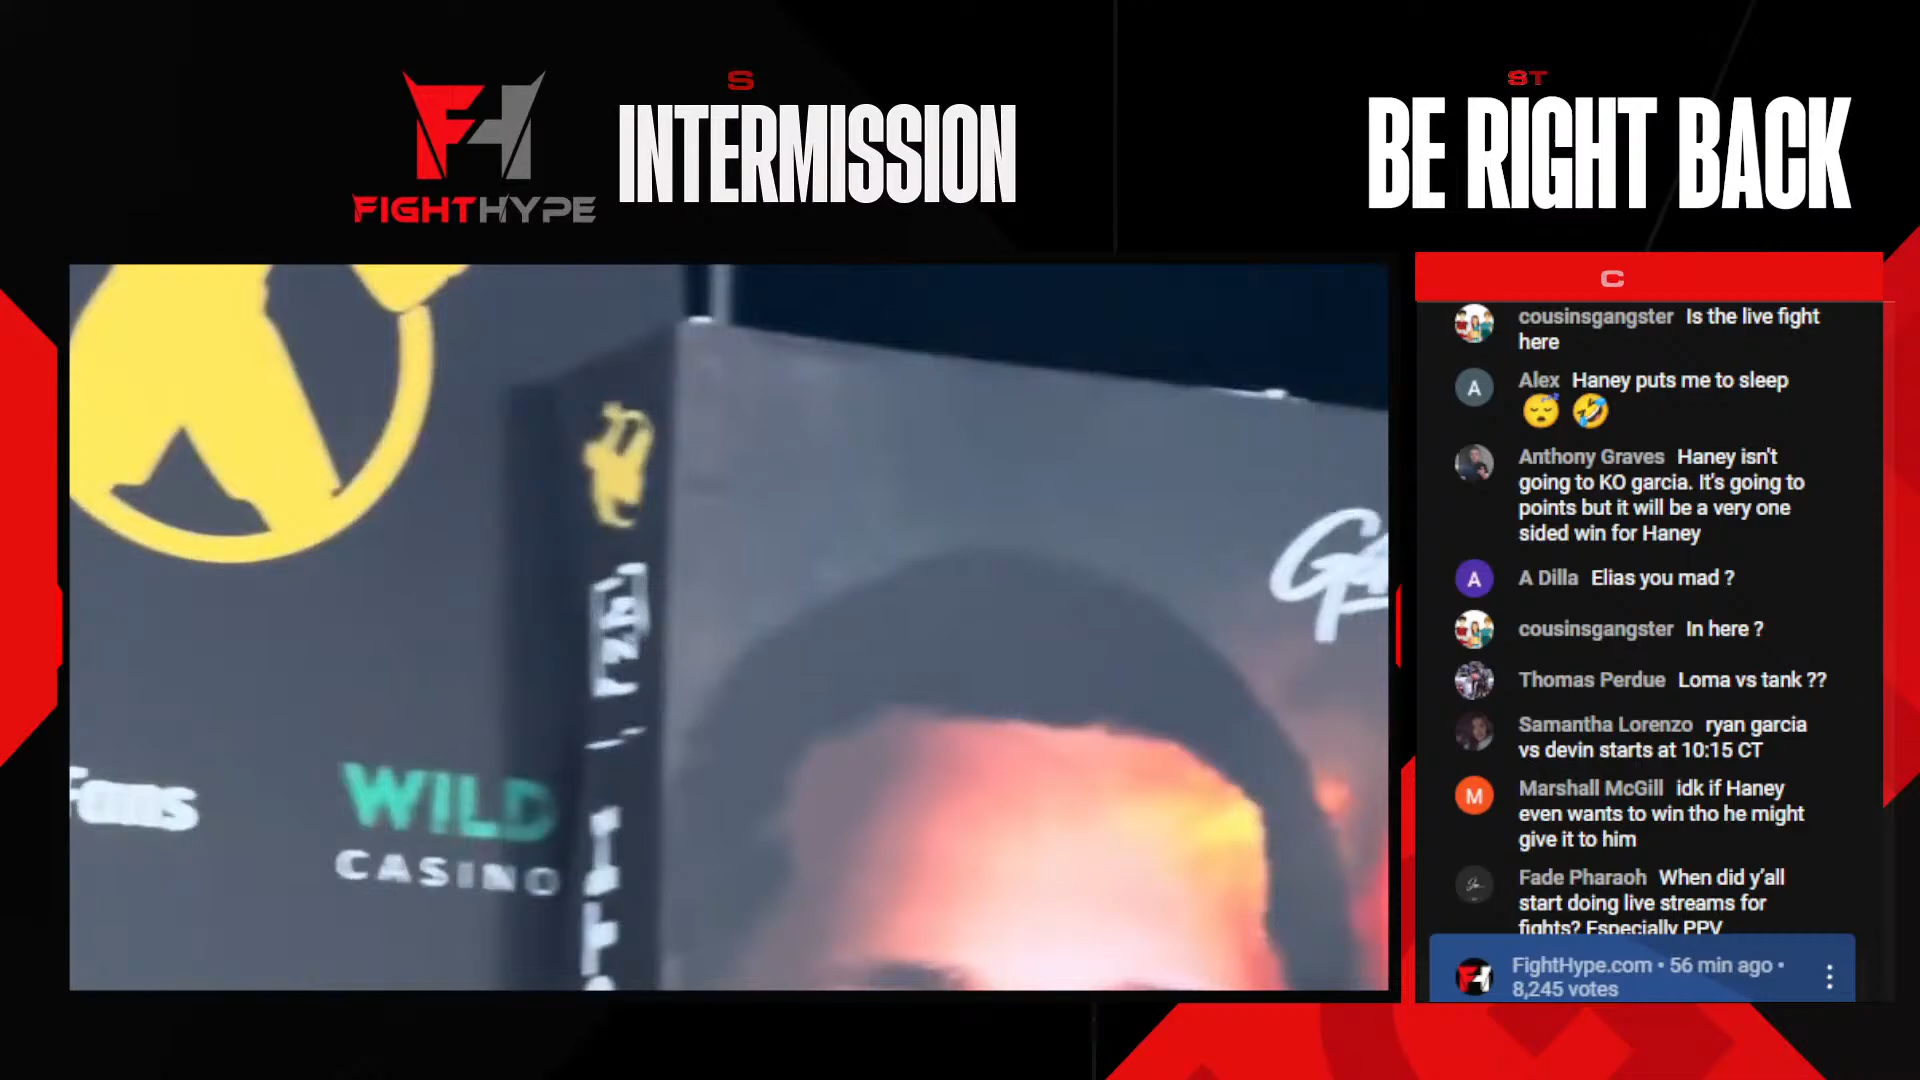 S
ST
INTERMISSION
BE RIGHT BACK
FIGHTHYPE
C
cousinsgangster Is the live fight
here
Alex Haney puts me to sleep
😴 🤣
Anthony Graves Haney isn't
going to KO garcia. It's going to
points but it will be a very one
sided win for Haney
A Dilla Elias you mad ?
cousinsgangster In here ?
Thomas Perdue Loma vs tank ??
Samantha Lorenzo ryan garcia
vs devin starts at 10:15 CT
Marshall McGill idk if Haney
even wants to win tho he might
give it to him
Fade Pharaoh When did y'all
start doing live streams for
fights? Especially PPV
FightHype.com • 56 min ago •
8,245 votes
WILD
CASINO
A
A
M